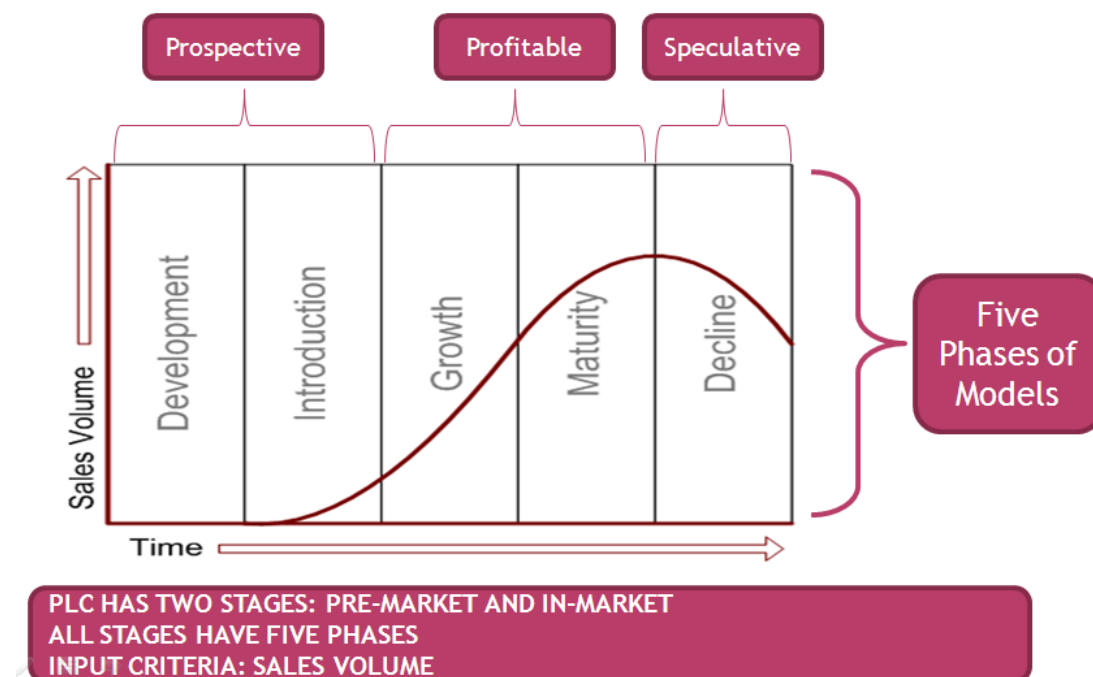 Prospective
Profitable
Speculative
Sales Volume
Development
Introduction
Growth
Maturity
Decline
Five
Phases of
Models
Time
PLC HAS TWO STAGES: PRE-MARKET AND IN-MARKET
ALL STAGES HAVE FIVE PHASES
INPUT CRITERIA: SALES VOLUME